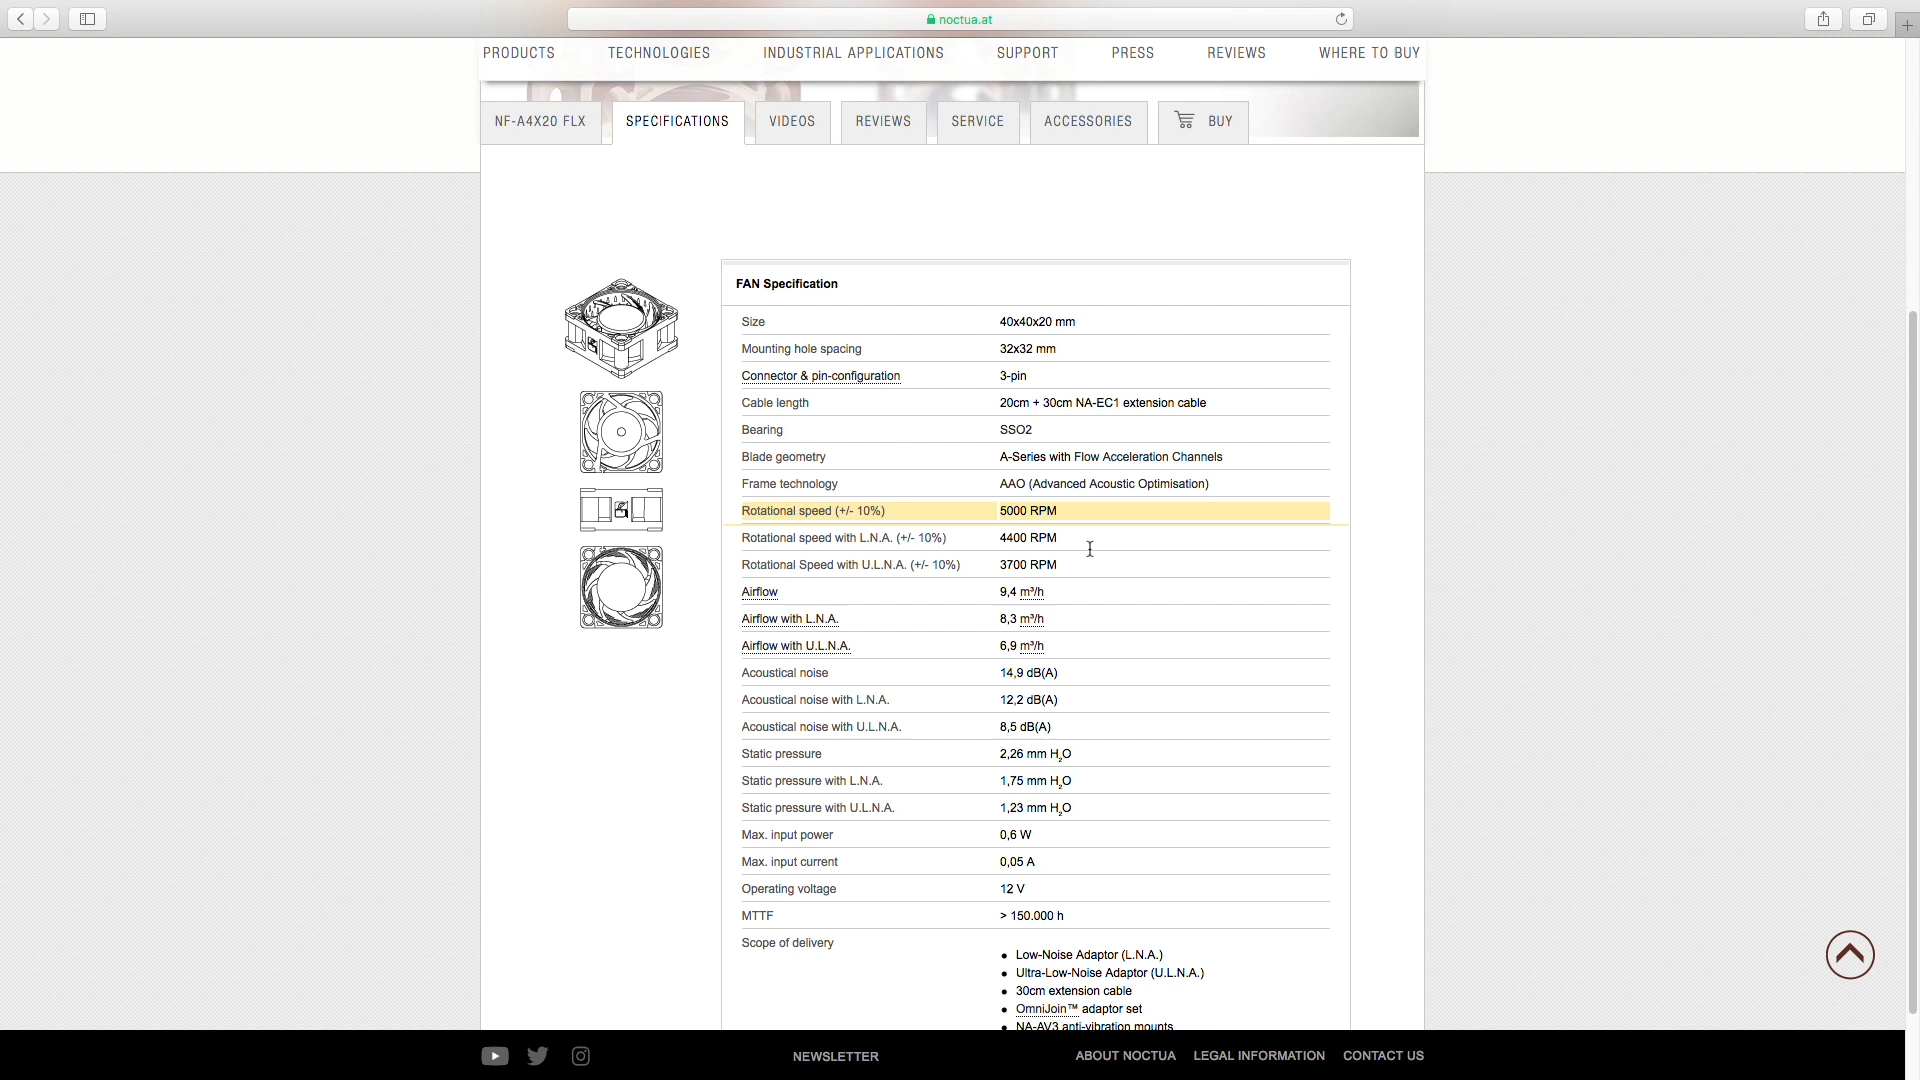 noctua.at
PRODUCTS TECHNOLOGIES INDUSTRIAL APPLICATIONS SUPPORT PRESS REVIEWS WHERE TO BUY
NF-A4X20 FLX SPECIFICATIONS VIDEOS REVIEWS SERVICE ACCESSORIES BUY
FAN Specification
Size 40x40x20 mm
Mounting hole spacing 32x32 mm
Connector & pin-configuration 3-pin
Cable length 20cm + 30cm NA-EC1 extension cable
Bearing SSO2
Blade geometry A-Series with Flow Acceleration Channels
Frame technology AAO (Advanced Acoustic Optimisation)
Rotational speed (+/- 10%) 5000 RPM
Rotational speed with L.N.A. (+/- 10%) 4400 RPM
Rotational Speed with U.L.N.A. (+/- 10%) 3700 RPM
Airflow 9,4 m³/h
Airflow with L.N.A. 8,3 m³/h
Airflow with U.L.N.A. 6,9 m³/h
Acoustical noise 14,9 dB(A)
Acoustical noise with L.N.A. 12,2 dB(A)
Acoustical noise with U.L.N.A. 8,5 dB(A)
Static pressure 2,26 mm H₂O
Static pressure with L.N.A. 1,75 mm H₂O
Static pressure with U.L.N.A. 1,23 mm H₂O
Max. input power 0,6 W
Max. input current 0,05 A
Operating voltage 12 V
MTTF > 150.000 h
Scope of delivery
• Low-Noise Adaptor (L.N.A.)
• Ultra-Low-Noise Adaptor (U.L.N.A.)
• 30cm extension cable
• OmniJoin™ adaptor set
• NA-AV3 anti-vibration mounts
NEWSLETTER ABOUT NOCTUA LEGAL INFORMATION CONTACT US